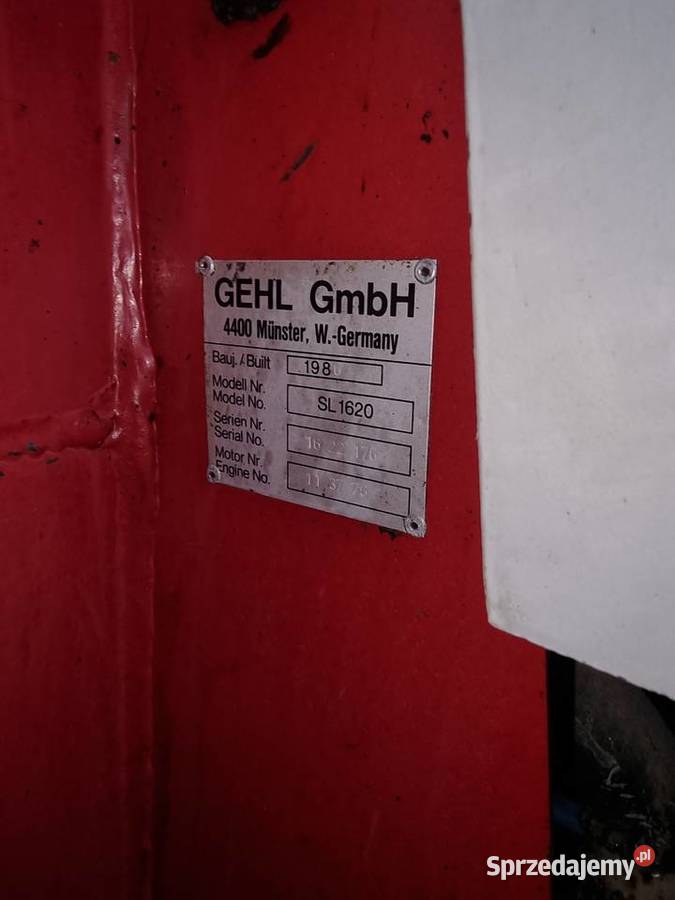 GEHL GmbH
4400 Münster, W.-Germany
Bauj. / Built
198
Modell Nr.
Model No.
SL1620
Serien Nr.
Serial No.
Motor Nr.
Engine No.
Sprzedajemy.pl